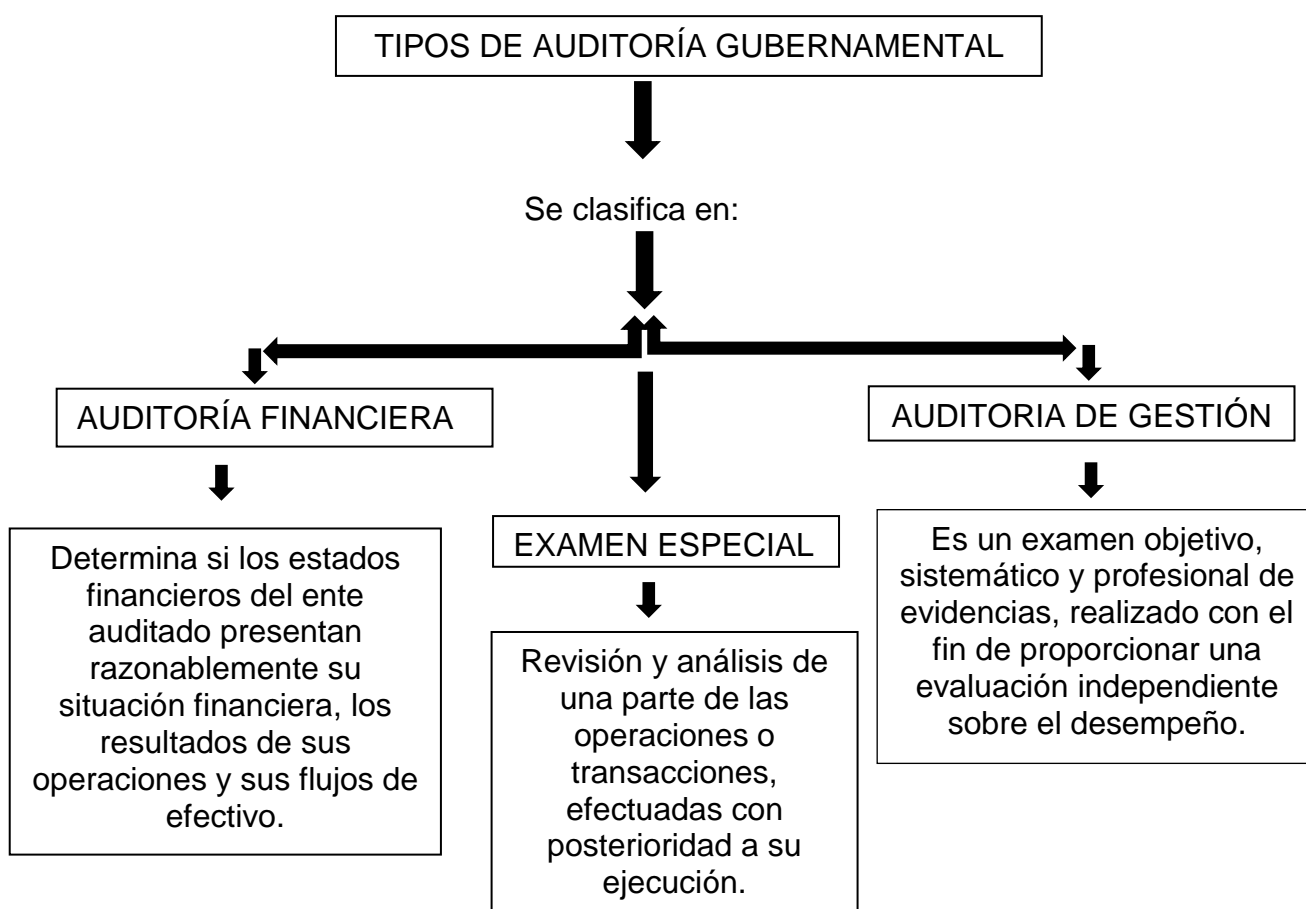 TIPOS DE AUDITORÍA GUBERNAMENTAL
Se clasifica en:
AUDITORÍA FINANCIERA
Determina si los estados
financieros del ente
auditado presentan
razonablemente su
situación financiera, los
resultados de sus
operaciones y sus flujos de
efectivo.
EXAMEN ESPECIAL
Revisión y análisis de
una parte de las
operaciones o
transacciones,
efectuadas con
posterioridad a su
ejecución.
AUDITORIA DE GESTIÓN
Es un examen objetivo,
sistemático y profesional de
evidencias, realizado con el
fin de proporcionar una
evaluación independiente
sobre el desempeño.